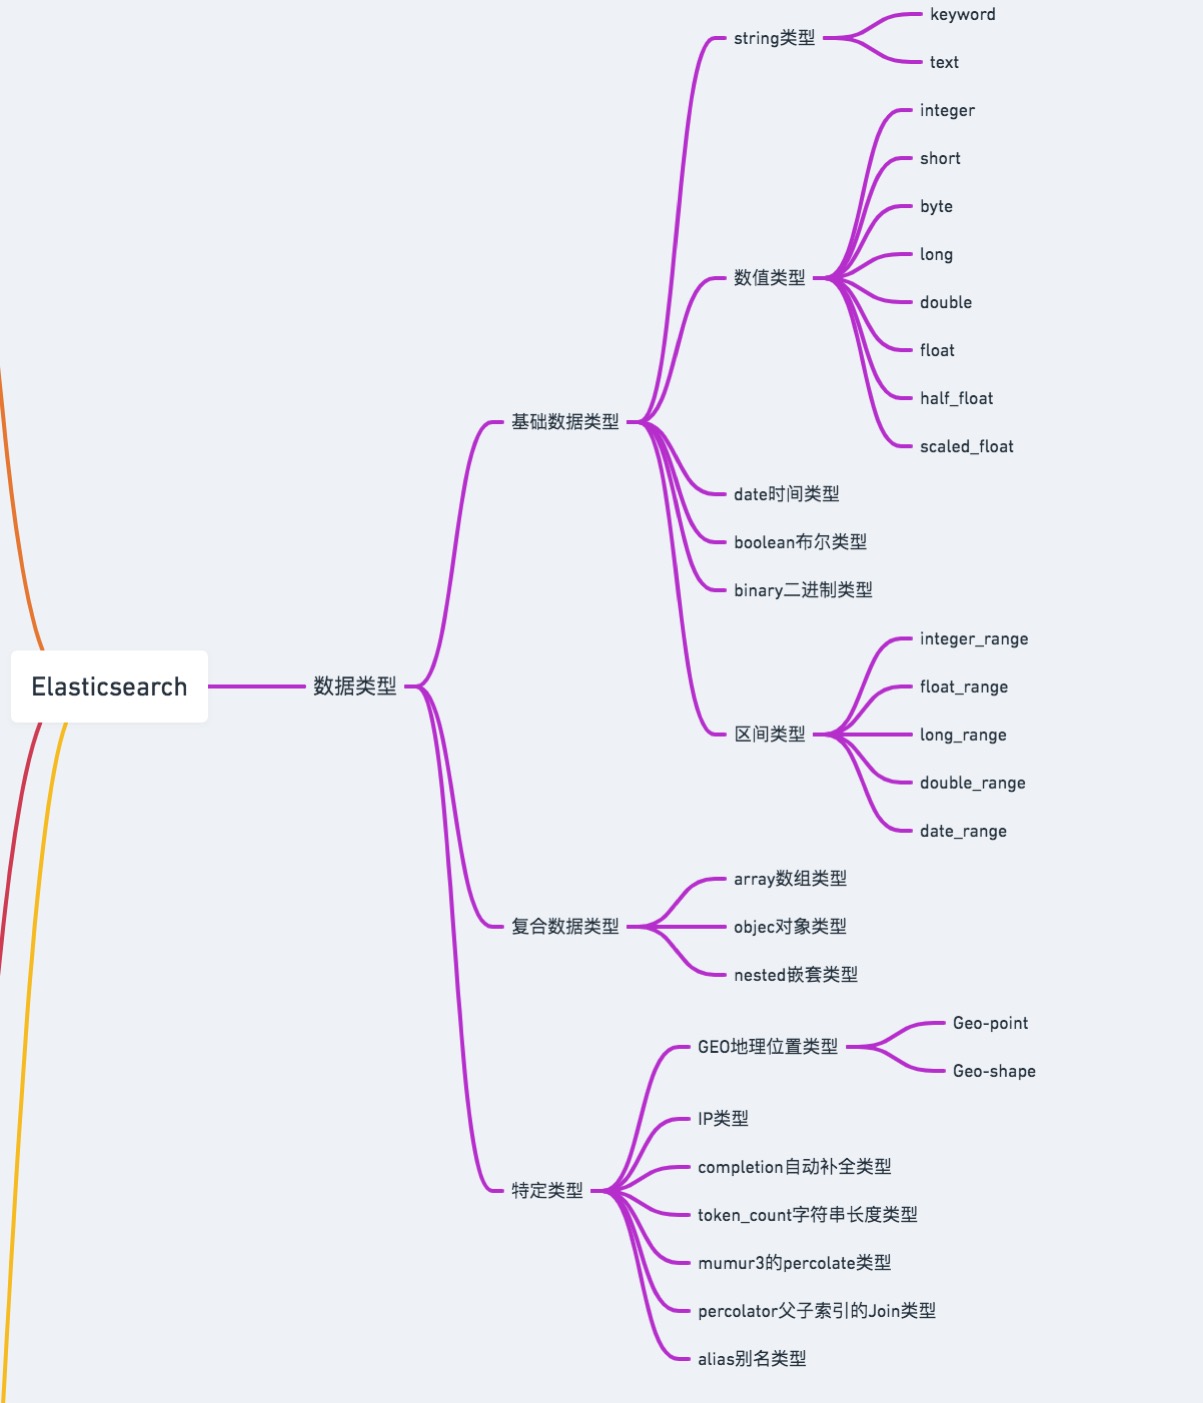 Elasticsearch
数据类型
基础数据类型
string类型
keyword
text
数值类型
integer
short
byte
long
double
float
half_float
scaled_float
date时间类型
boolean布尔类型
binary二进制类型
区间类型
integer_range
float_range
long_range
double_range
date_range
复合数据类型
array数组类型
objec对象类型
nested嵌套类型
特定类型
GEO地理位置类型
Geo-point
Geo-shape
IP类型
completion自动补全类型
token_count字符串长度类型
mumur3的percolate类型
percolator父子索引的Join类型
alias别名类型